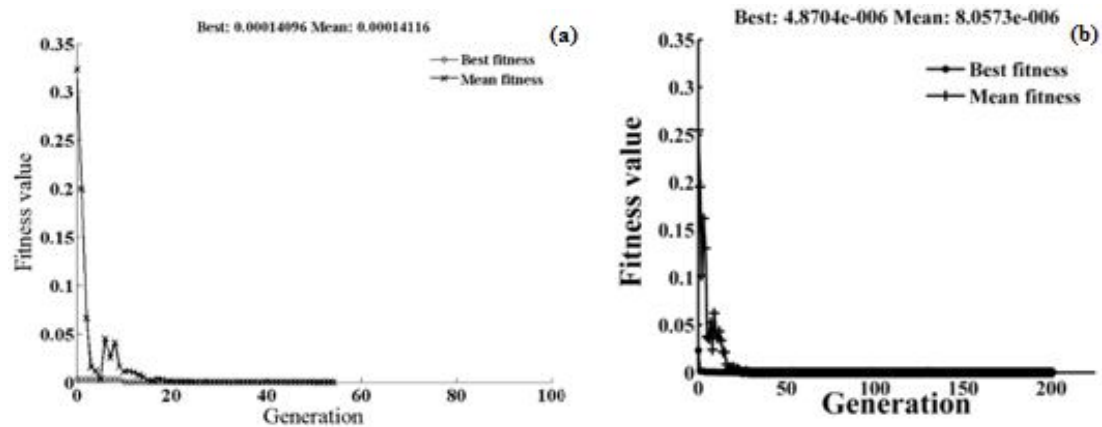 Best: 0.00014096 Mean: 0.00014116
(a)
Best fitness
Mean fitness
Fitness value
0.35
0.3
0.25
0.2
0.15
0.1
0.05
0
0 20 40 60 80 100
Generation
Best: 4.8704e-006 Mean: 8.0573e-006
(b)
Best fitness
Mean fitness
Fitness value
0.35
0.3
0.25
0.2
0.15
0.1
0.05
0
0 50 100 150 200
Generation